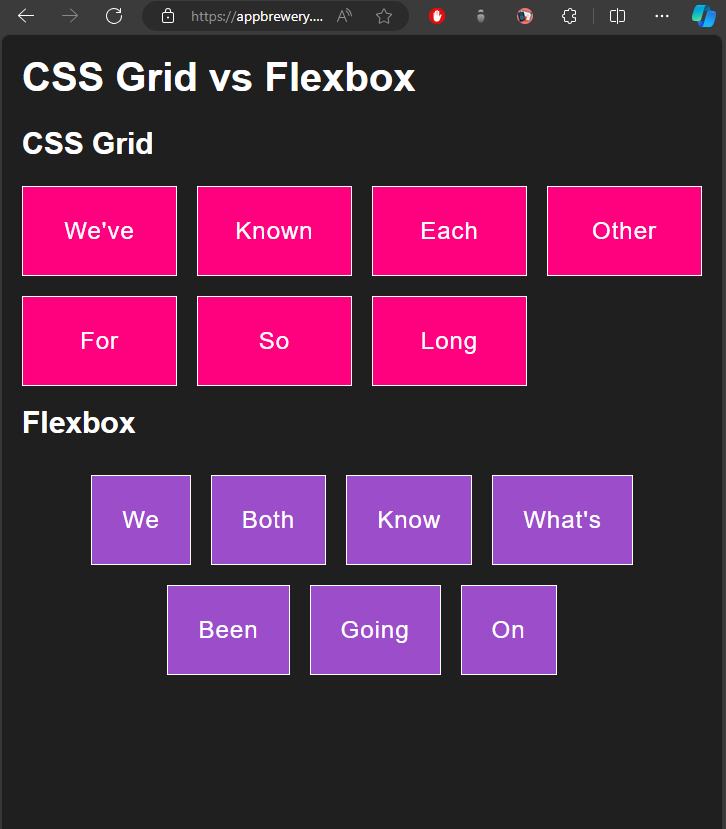 https://appbrewery....
CSS Grid vs Flexbox
CSS Grid
We've Known Each Other
For So Long
Flexbox
We Both Know What's
Been Going On